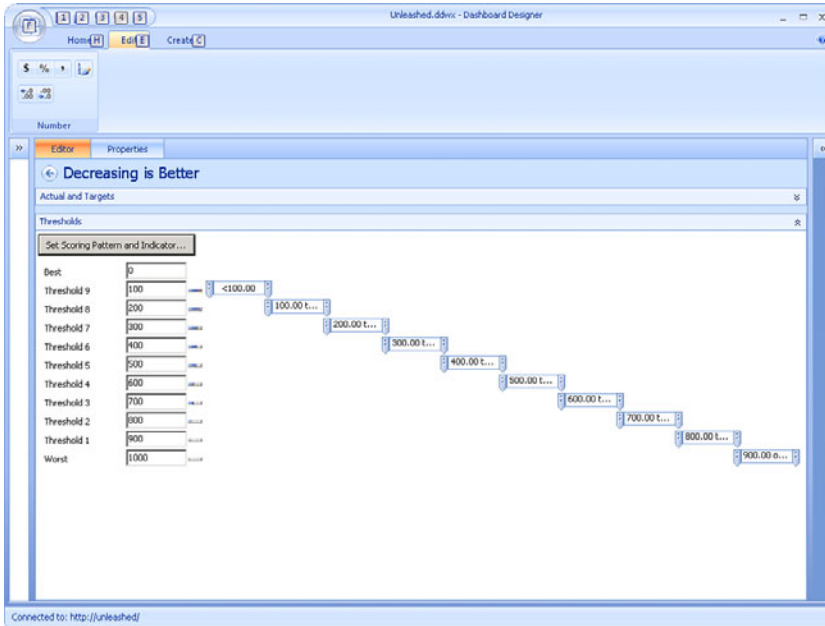 F 1 2 3 4 5 Unleashed.ddwx - Dashboard Designer
Home H Edit E Create C
$ % ,
.00 .00
Number
Editor Properties
Decreasing is Better
Actual and Targets
Thresholds
Set Scoring Pattern and Indicator...
Best 0
Threshold 9 100 <100.00
Threshold 8 200 100.00 t...
Threshold 7 300 200.00 t...
Threshold 6 400 300.00 t...
Threshold 5 500 400.00 t...
Threshold 4 600 500.00 t...
Threshold 3 700 600.00 t...
Threshold 2 800 700.00 t...
Threshold 1 900 800.00 t...
Worst 1000 900.00 o...
Connected to: http://unleashed/